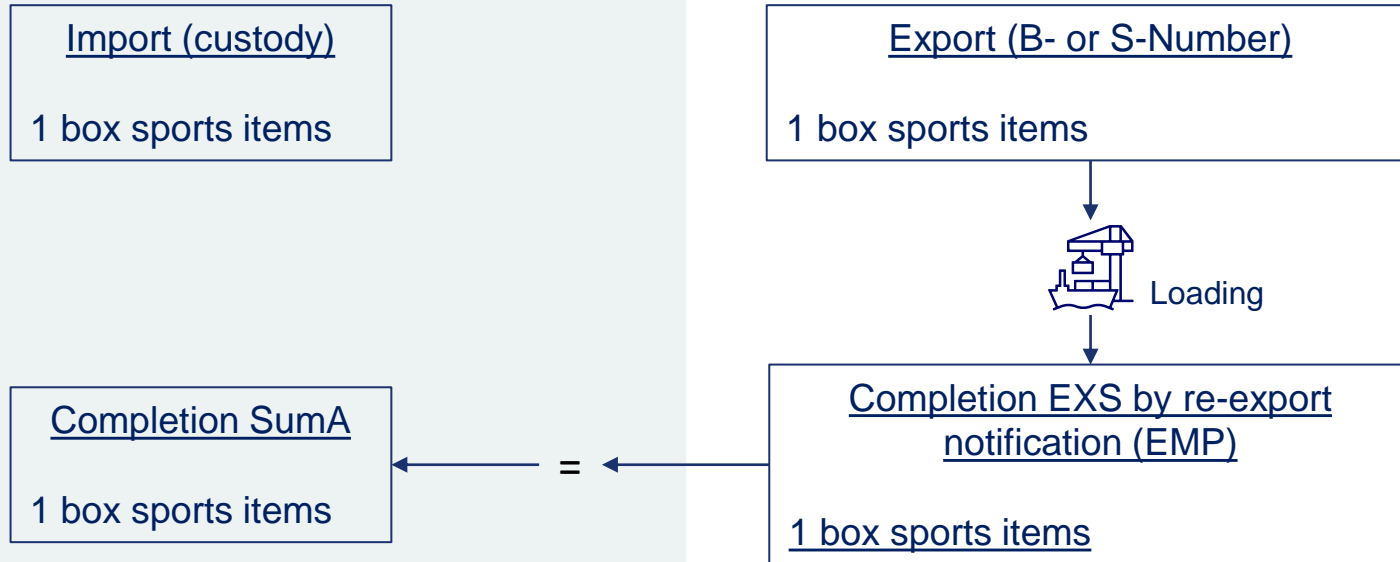 Import (custody)
1 box sports items
Export (B- or S-Number)
1 box sports items
Loading
Completion SumA
1 box sports items
=
Completion EXS by re-export
notification (EMP)
1 box sports items